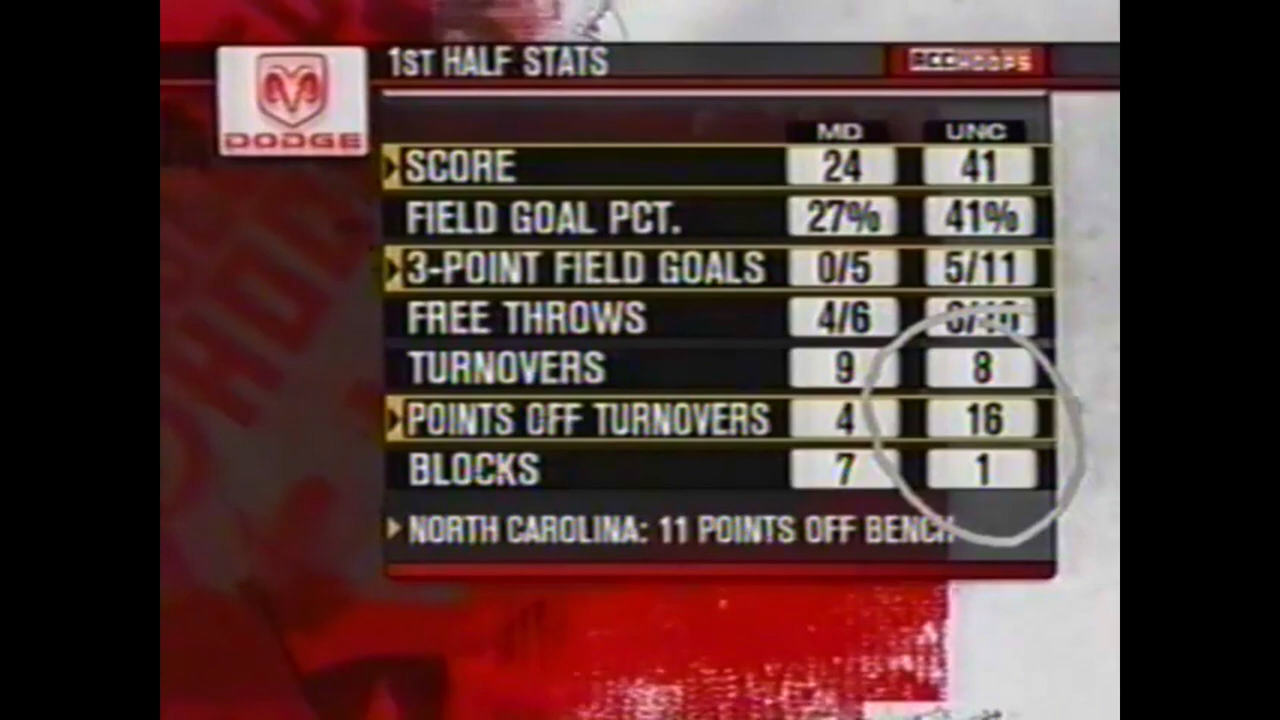 1ST HALF STATS
ACC HOOPS
DODGE
MD UNC
SCORE 24 41
FIELD GOAL PCT. 27% 41%
3-POINT FIELD GOALS 0/5 5/11
FREE THROWS 4/6
TURNOVERS 9 8
POINTS OFF TURNOVERS 4 16
BLOCKS 7 1
NORTH CAROLINA: 11 POINTS OFF BENCH